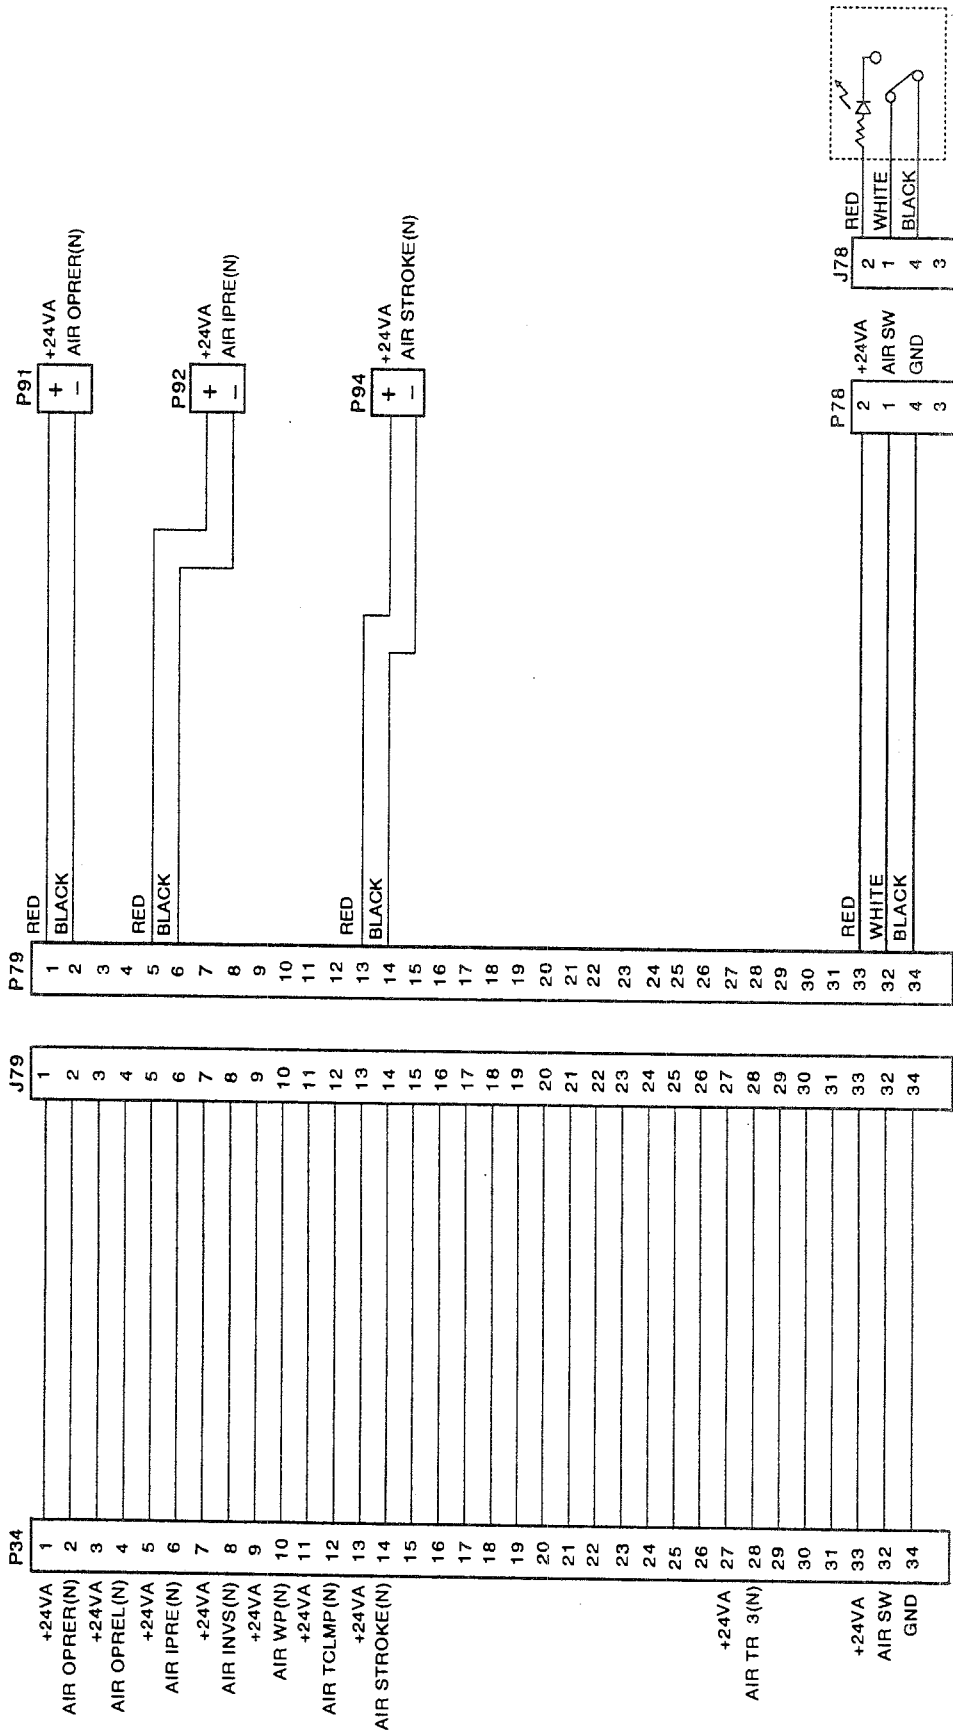 P34
+24VA 1
AIR OPRER(N) 2
+24VA 3
AIR OPREL(N) 4
+24VA 5
AIR IPRE(N) 6
+24VA 7
AIR INVS(N) 8
+24VA 9
AIR WP(N) 10
+24VA 11
AIR TCLMP(N) 12
+24VA 13
AIR STROKE(N) 14
15
16
17
18
19
20
21
22
23
24
25
26
+24VA 27
AIR TR 3(N) 28
29
30
31
+24VA 33
AIR SW 32
GND 34
J79
1
2
3
4
5
6
7
8
9
10
11
12
13
14
15
16
17
18
19
20
21
22
23
24
25
26
27
28
29
30
31
33
32
34
P79
1 RED
2 BLACK
3
4
5 RED
6 BLACK
7
8
9
10
11
12
13 RED
14 BLACK
15
16
17
18
19
20
21
22
23
24
25
26
27
28
29
30
31
33 RED
32 WHITE
34 BLACK
P91
+ +24VA
− AIR OPRER(N)
P92
+ +24VA
− AIR IPRE(N)
P94
+ +24VA
− AIR STROKE(N)
P78
2 +24VA
1 AIR SW
4 GND
3
J78
2 RED
1 WHITE
4 BLACK
3